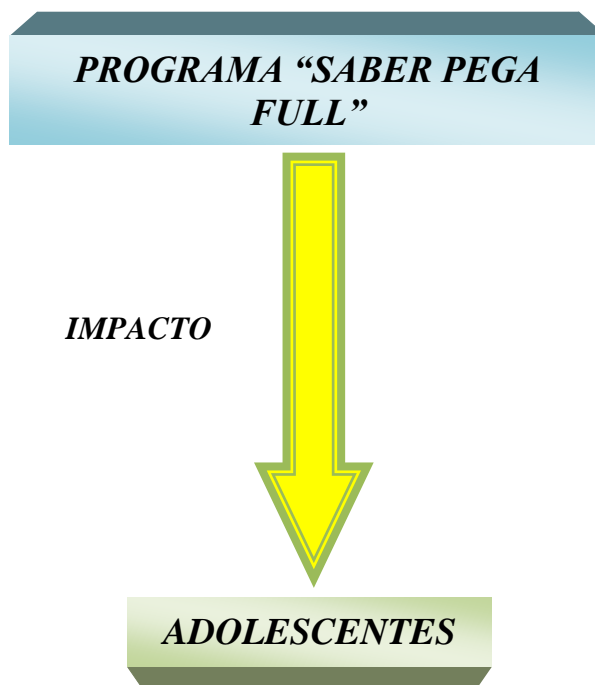 PROGRAMA “SABER PEGA
FULL”
IMPACTO
ADOLESCENTES